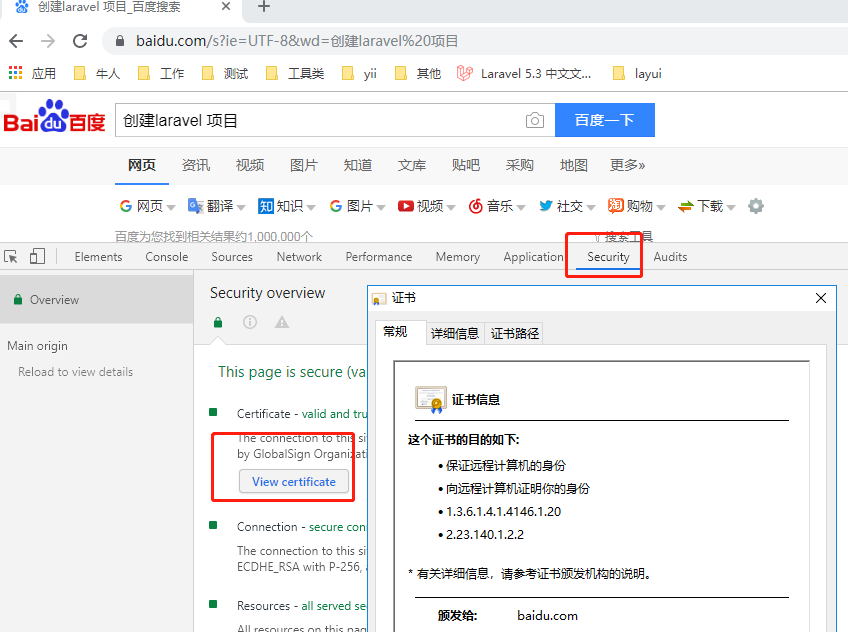 创建laravel 项目_百度搜索
baidu.com/s?ie=UTF-8&wd=创建laravel%20项目
应用 牛人 工作 测试 工具类 yii 其他 Laravel 5.3 中文文... layui
Bai du 百度 创建laravel 项目 百度一下
网页 资讯 视频 图片 知道 文库 贴吧 采购 地图 更多»
G 网页 翻译 知 知识 G 图片 视频 音乐 社交 淘 购物 下载
百度为您找到相关结果约1,000,000个 搜索工具
Elements Console Sources Network Performance Memory Application Security Audits
Overview
Main origin
Reload to view details
Security overview
This page is secure (va
Certificate - valid and tru
The connection to this si
by GlobalSign Organizati
View certificate
Connection - secure con
The connection to this si
ECDHE_RSA with P-256, a
Resources - all served se
All resources on this page
证书
常规 详细信息 证书路径
证书信息
这个证书的目的如下:
• 保证远程计算机的身份
• 向远程计算机证明你的身份
• 1.3.6.1.4.1.4146.1.20
• 2.23.140.1.2.2
* 有关详细信息，请参考证书颁发机构的说明。
颁发给: baidu.com